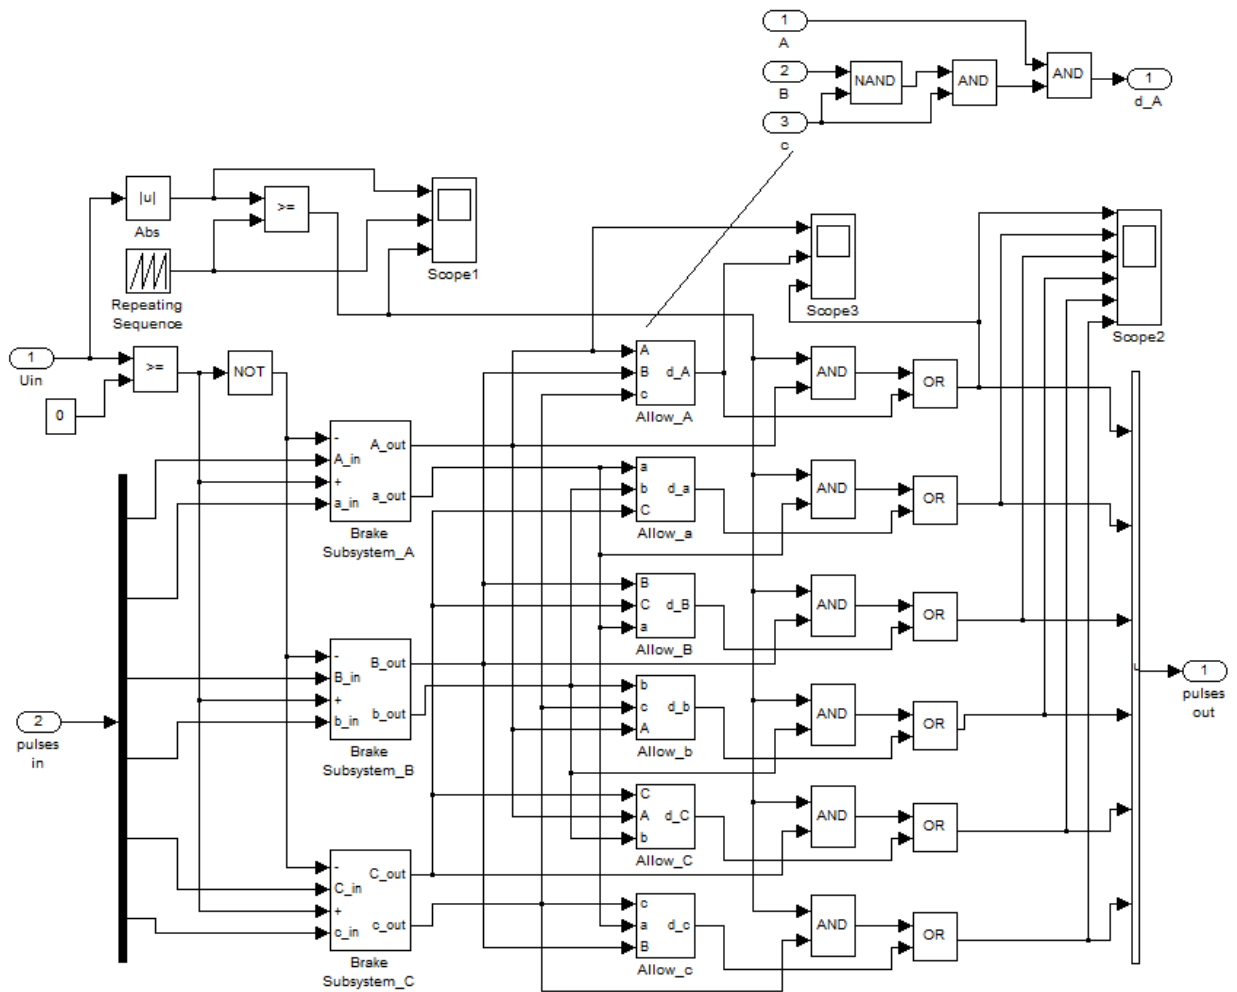 1
A
2
B
3
c
NAND
AND
AND
1
d_A
|u|
Abs
>=
Scope1
Repeating
Sequence
Scope3
Scope2
1
Uin
>=
NOT
0
A
B
c
d_A
Allow_A
AND
OR
-
A_in
+
a_in
A_out
a_out
Brake
Subsystem_A
a
b
C
d_a
Allow_a
AND
OR
B
C
a
d_B
Allow_B
AND
OR
-
B_in
+
b_in
B_out
b_out
Brake
Subsystem_B
b
c
A
d_b
Allow_b
AND
OR
2
pulses
in
1
pulses
out
C
A
b
d_C
Allow_C
AND
OR
-
C_in
+
c_in
C_out
c_out
Brake
Subsystem_C
c
a
B
d_c
Allow_c
AND
OR